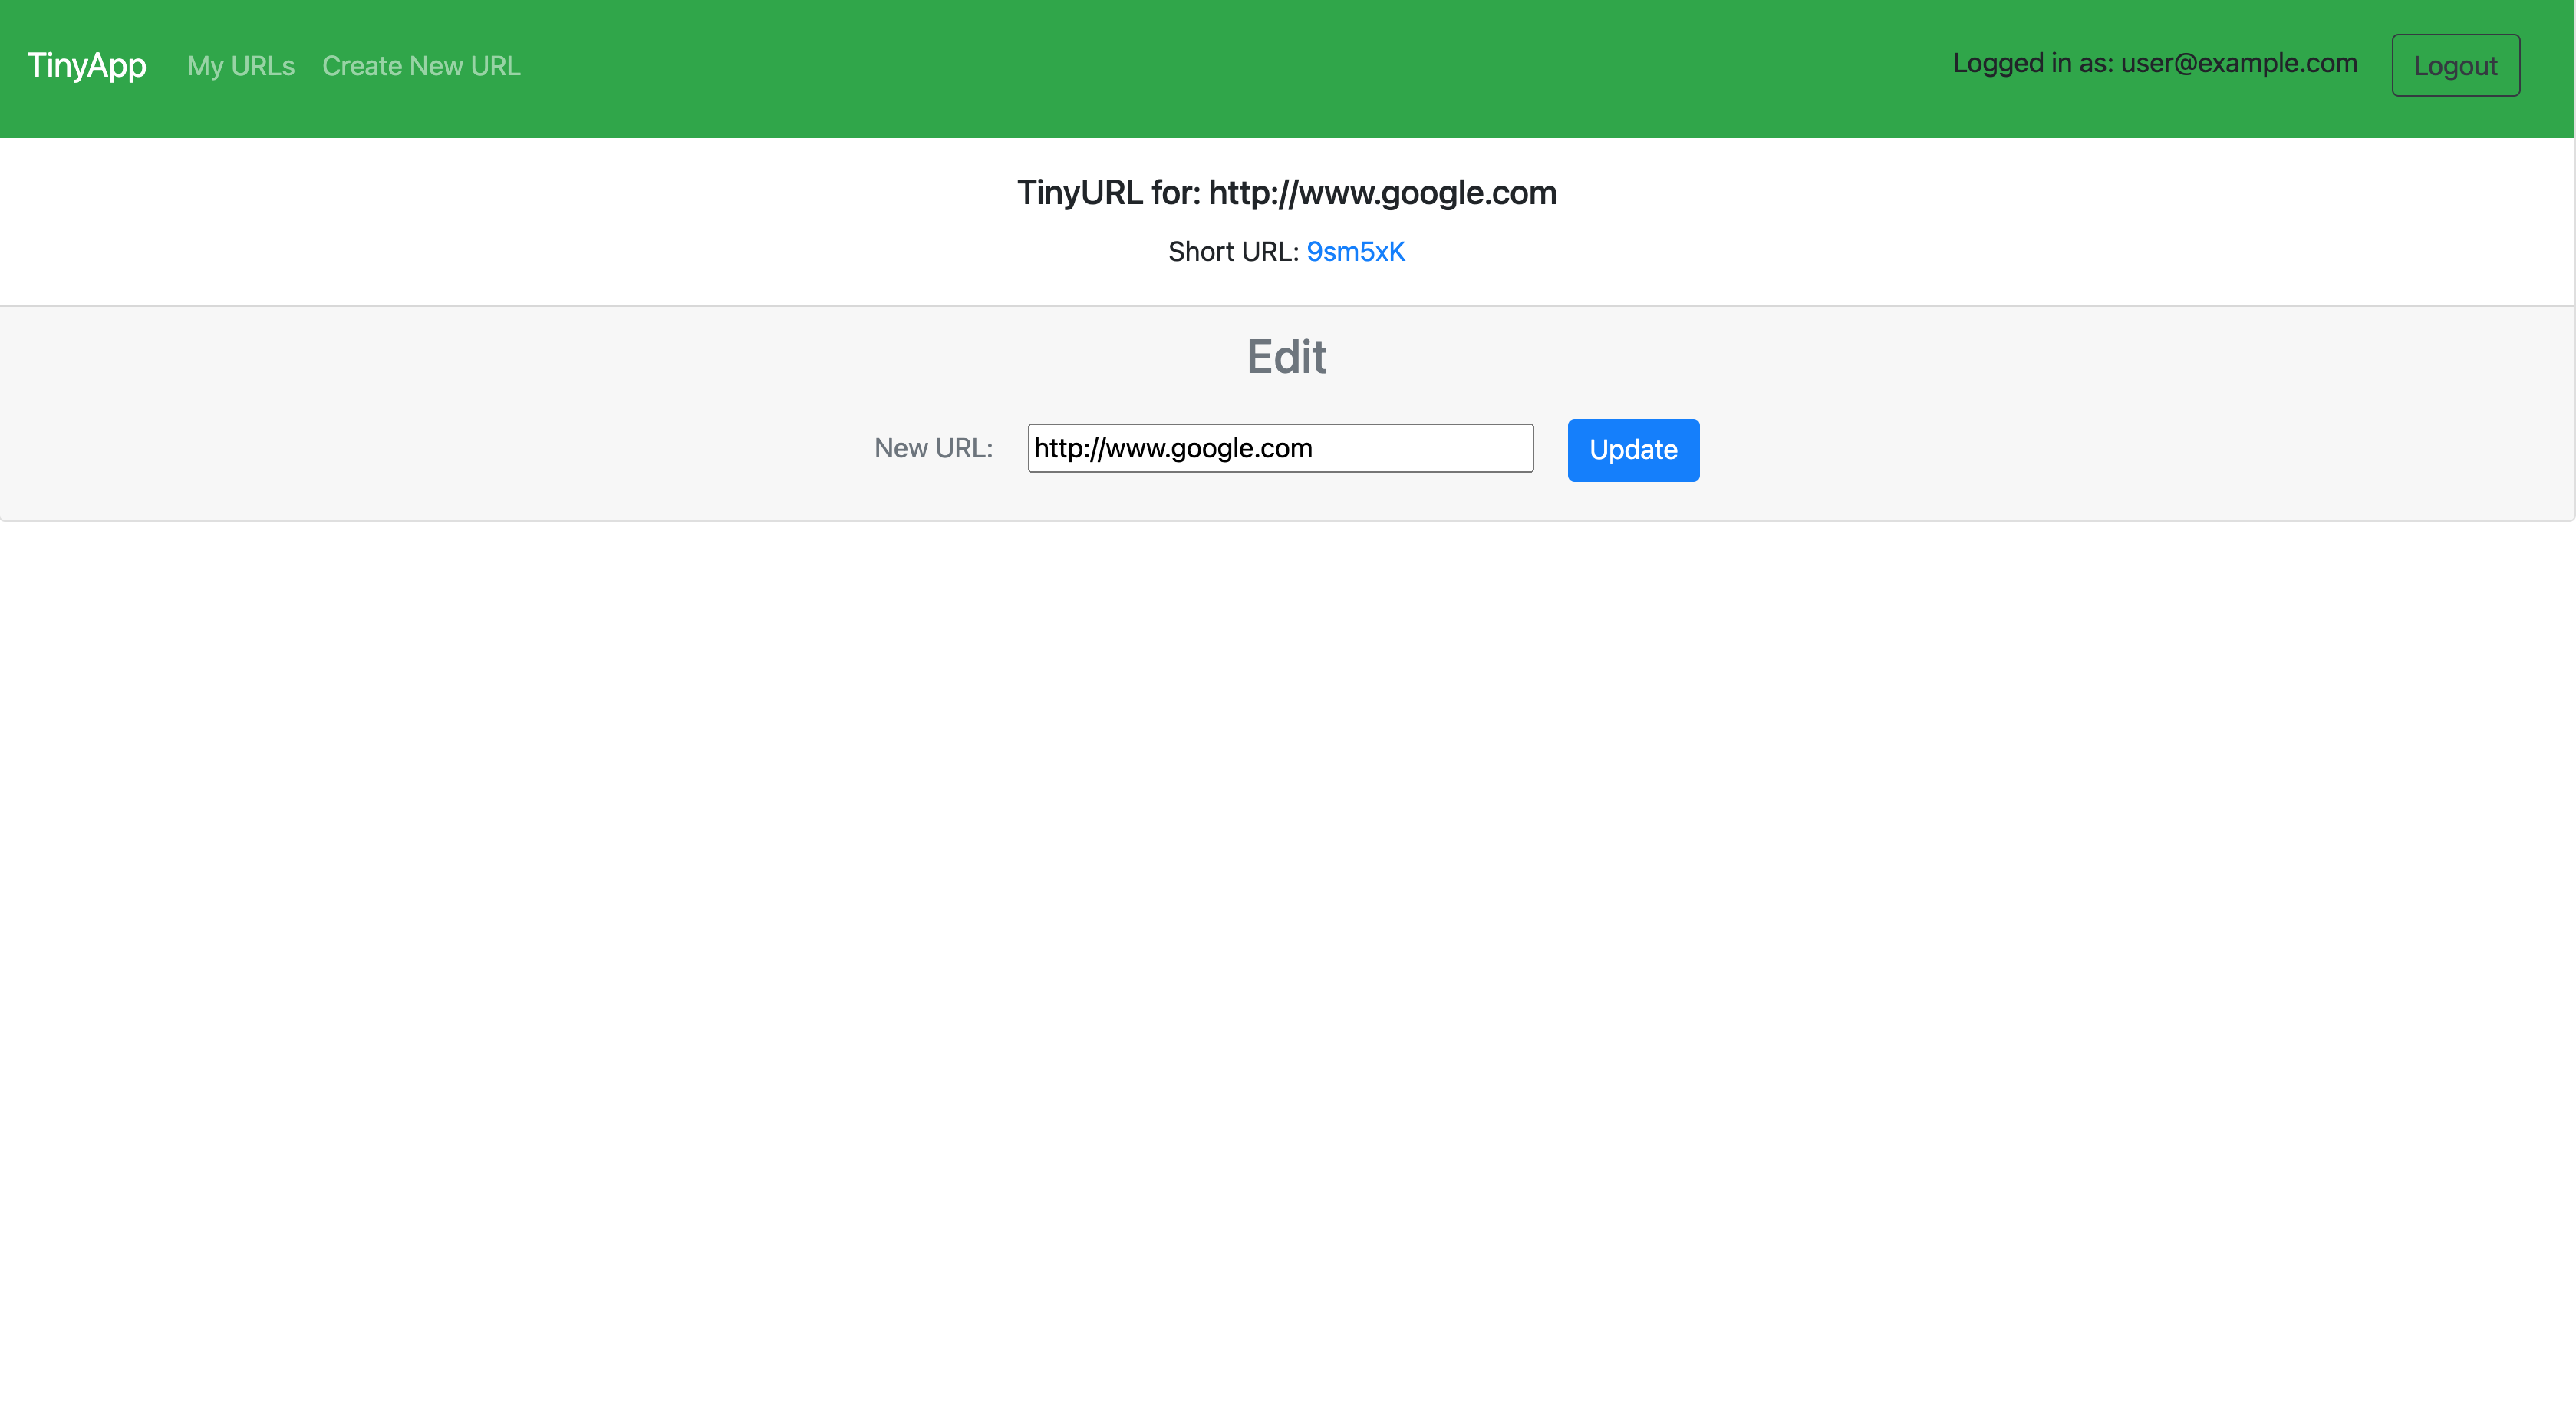 TinyApp My URLs Create New URL Logged in as: user@example.com Logout
TinyURL for: http://www.google.com
Short URL: 9sm5xK
Edit
New URL: http://www.google.com Update